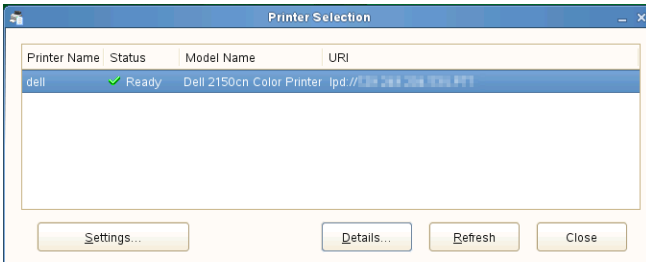 Printer Selection
Printer Name Status Model Name URI
dell Ready Dell 2150cn Color Printer lpd://
Settings... Details... Refresh Close